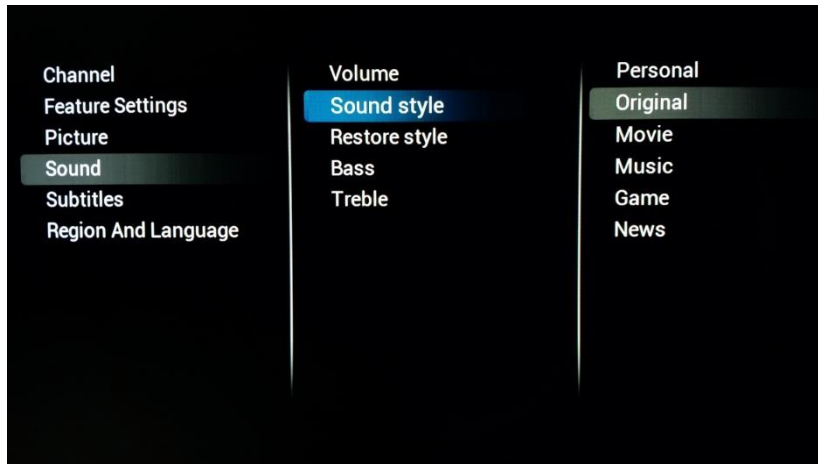 Channel
Feature Settings
Picture
Sound
Subtitles
Region And Language
Volume
Sound style
Restore style
Bass
Treble
Personal
Original
Movie
Music
Game
News